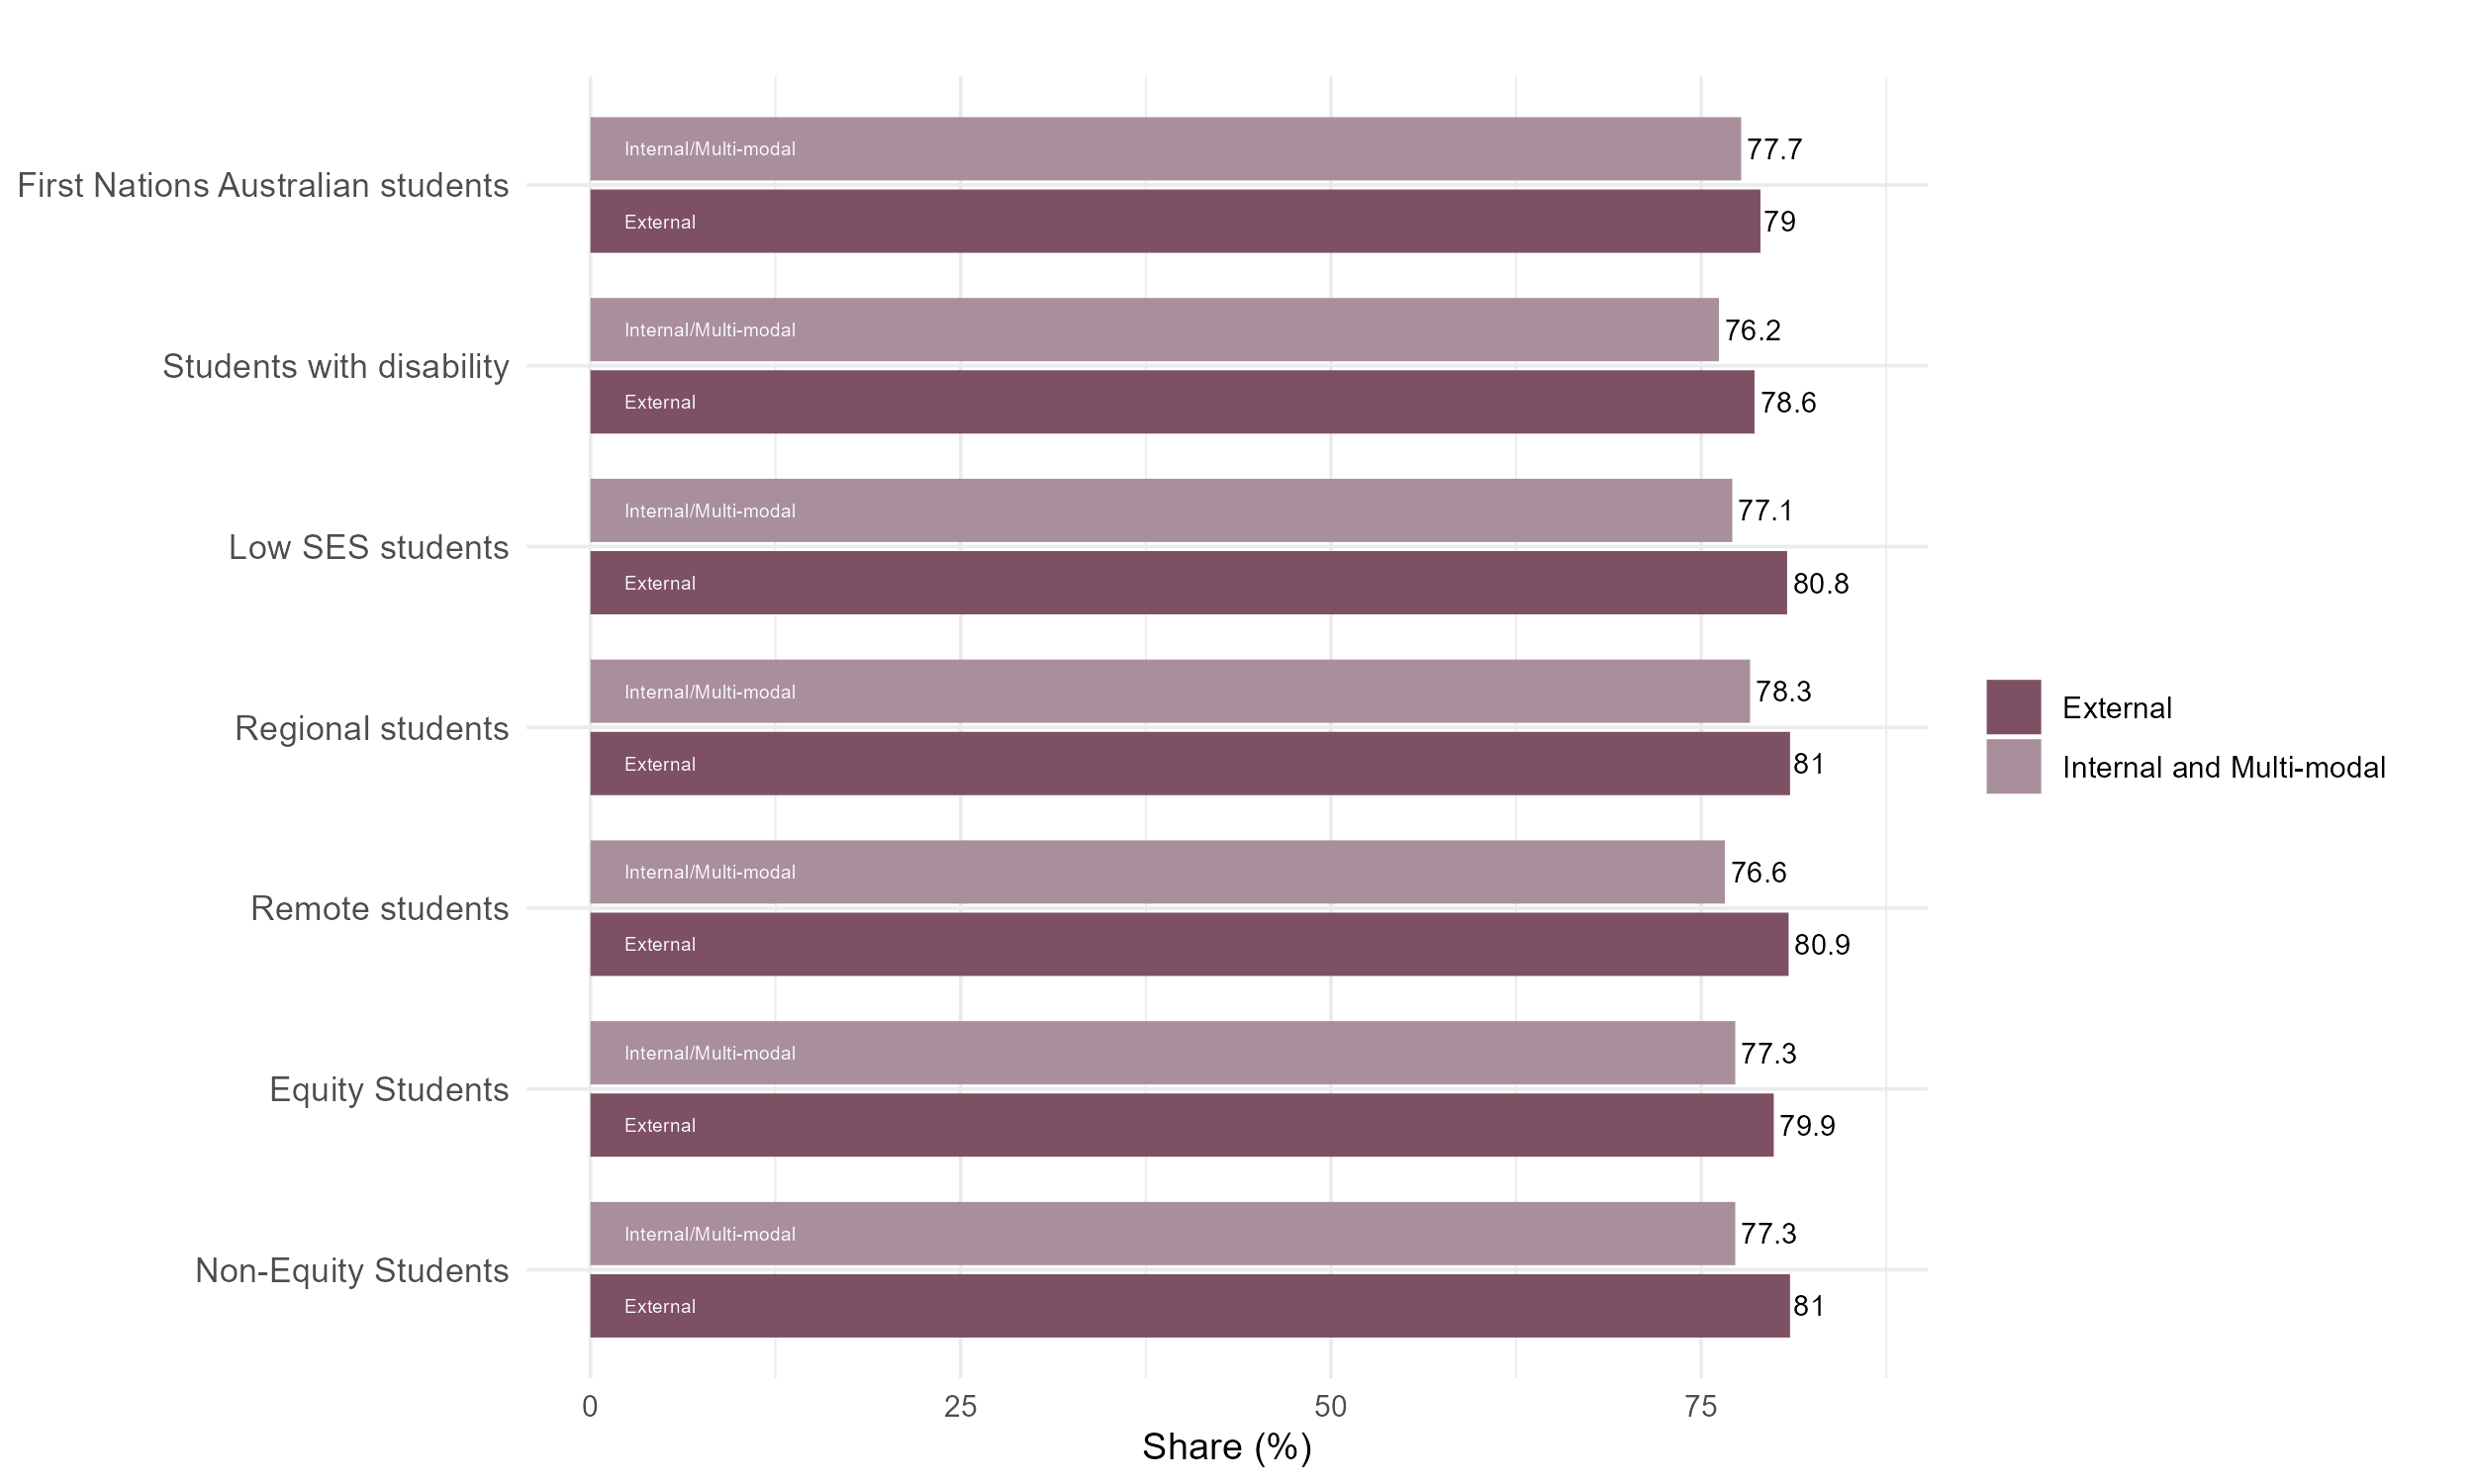 Internal/Multi-modal 77.7
First Nations Australian students
External 79
Internal/Multi-modal 76.2
Students with disability
External 78.6
Internal/Multi-modal 77.1
Low SES students
External 80.8
Internal/Multi-modal 78.3
Regional students
External 81
Internal/Multi-modal 76.6
Remote students
External 80.9
Internal/Multi-modal 77.3
Equity Students
External 79.9
Internal/Multi-modal 77.3
Non-Equity Students
External 81
0 25 50 75
Share (%)
External
Internal and Multi-modal